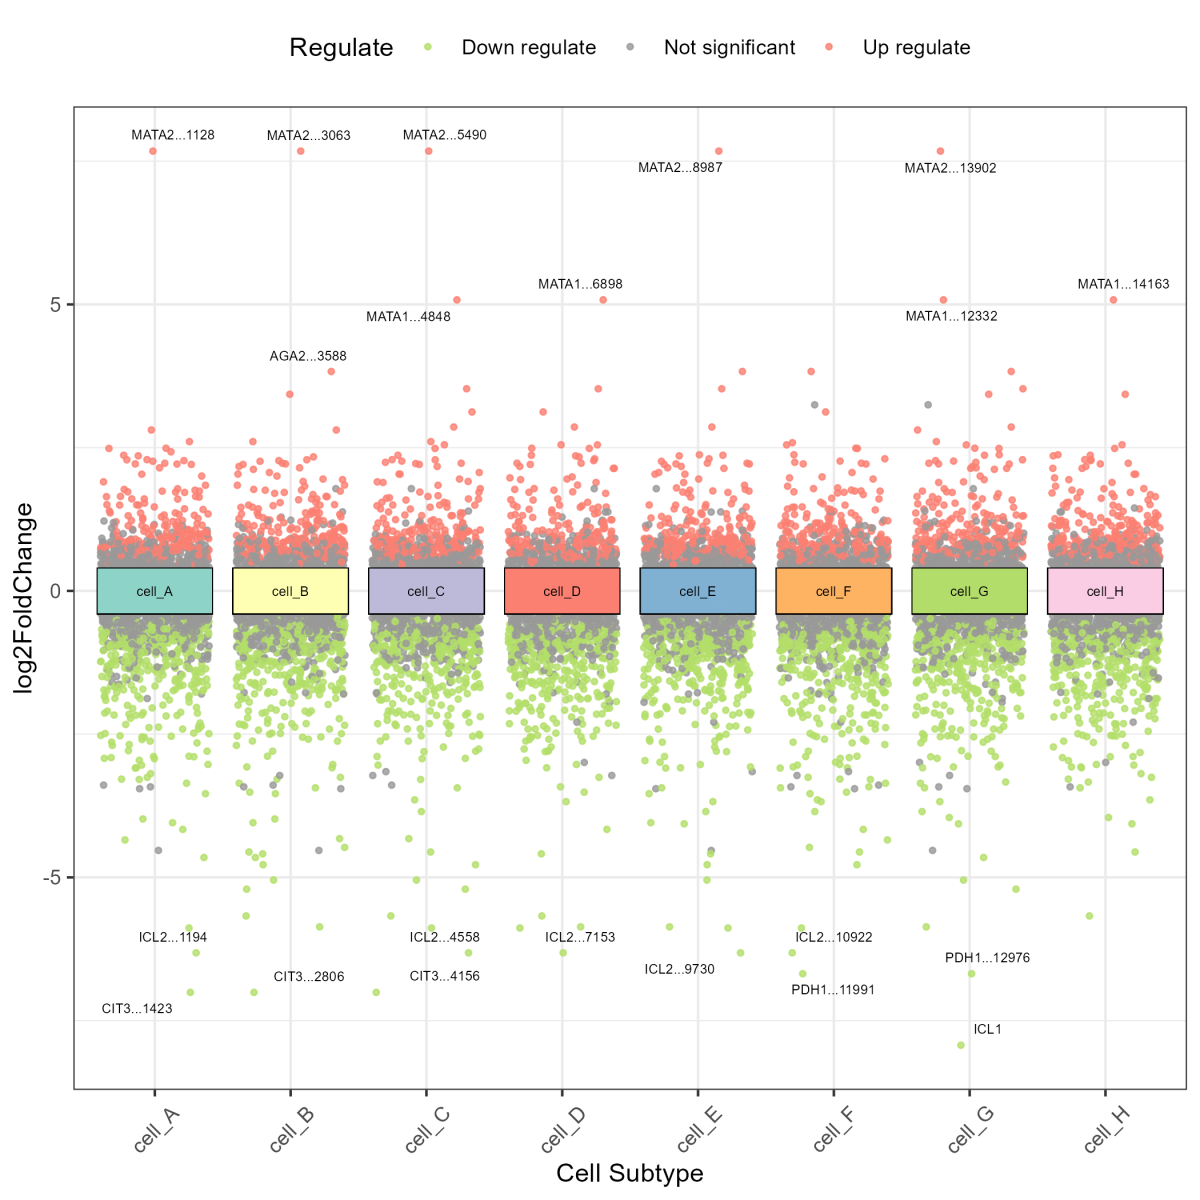 Regulate Down regulate Not significant Up regulate
MATA2...1128 MATA2...3063 MATA2...5490
MATA2...8987 MATA2...13902
MATA1...6898 MATA1...14163
5
MATA1...4848 MATA1...12332
AGA2...3588
log2FoldChange
0
cell_A cell_B cell_C cell_D cell_E cell_F cell_G cell_H
-5
ICL2...1194 ICL2...4558 ICL2...7153 ICL2...10922
PDH1...12976
ICL2...9730
CIT3...2806 CIT3...4156
PDH1...11991
CIT3...1423
ICL1
cell_A cell_B cell_C cell_D cell_E cell_F cell_G cell_H
Cell Subtype